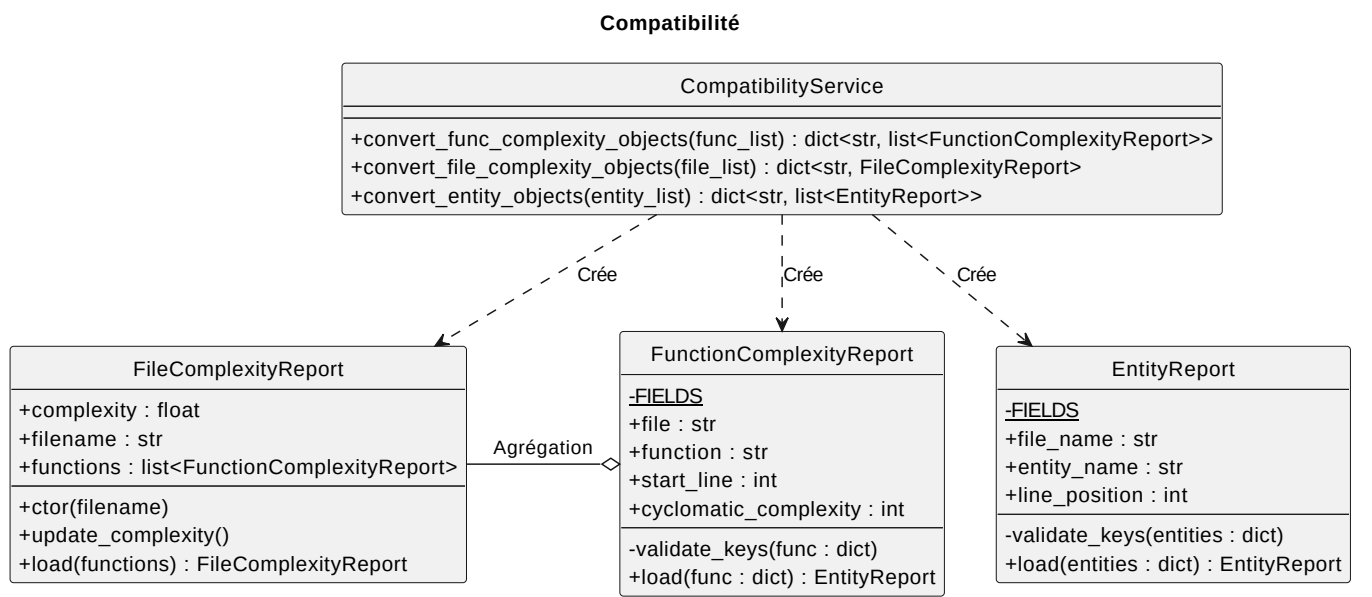 Compatibilité
CompatibilityService
+convert_func_complexity_objects(func_list) : dict<str, list<FunctionComplexityReport>>
+convert_file_complexity_objects(file_list) : dict<str, FileComplexityReport>
+convert_entity_objects(entity_list) : dict<str, list<EntityReport>>
Crée
Crée
Crée
FileComplexityReport
+complexity : float
+filename : str
+functions : list<FunctionComplexityReport>
+ctor(filename)
+update_complexity()
+load(functions) : FileComplexityReport
Agrégation
FunctionComplexityReport
-FIELDS
+file : str
+function : str
+start_line : int
+cyclomatic_complexity : int
-validate_keys(func : dict)
+load(func : dict) : EntityReport
EntityReport
-FIELDS
+file_name : str
+entity_name : str
+line_position : int
-validate_keys(entities : dict)
+load(entities : dict) : EntityReport